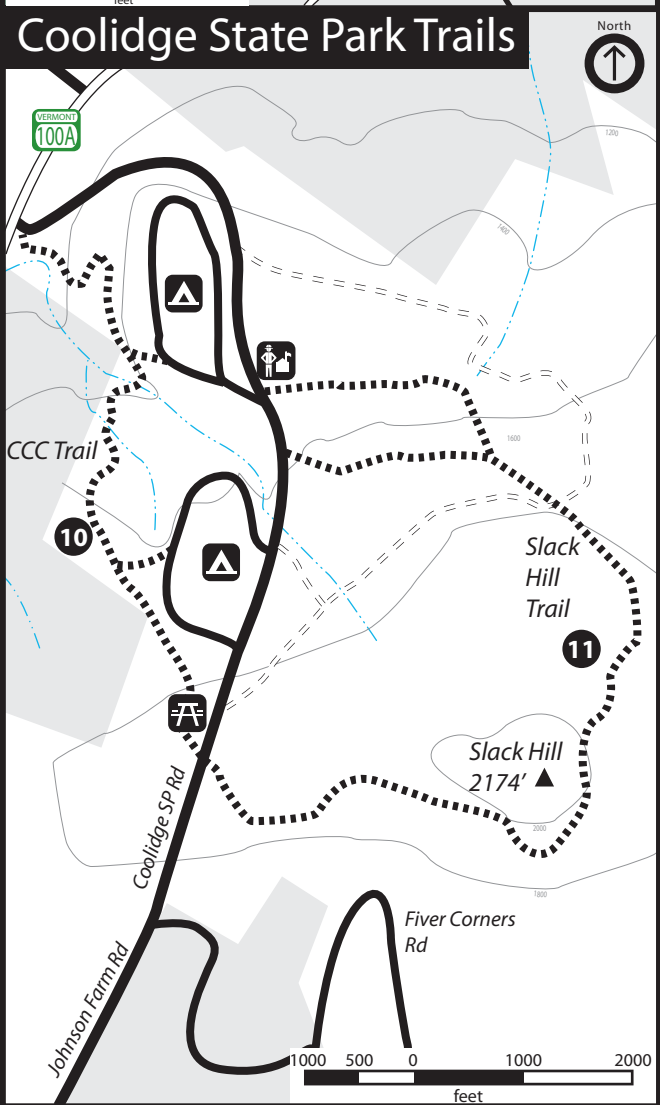 feet
Coolidge State Park Trails
North
VERMONT
100A
1200
1400
CCC Trail
1600
10
Slack
Hill
Trail
11
Slack Hill
2174'
2000
1800
Coolidge SP Rd
Fiver Corners
Rd
Johnson Farm Rd
1000 500 0 1000 2000
feet